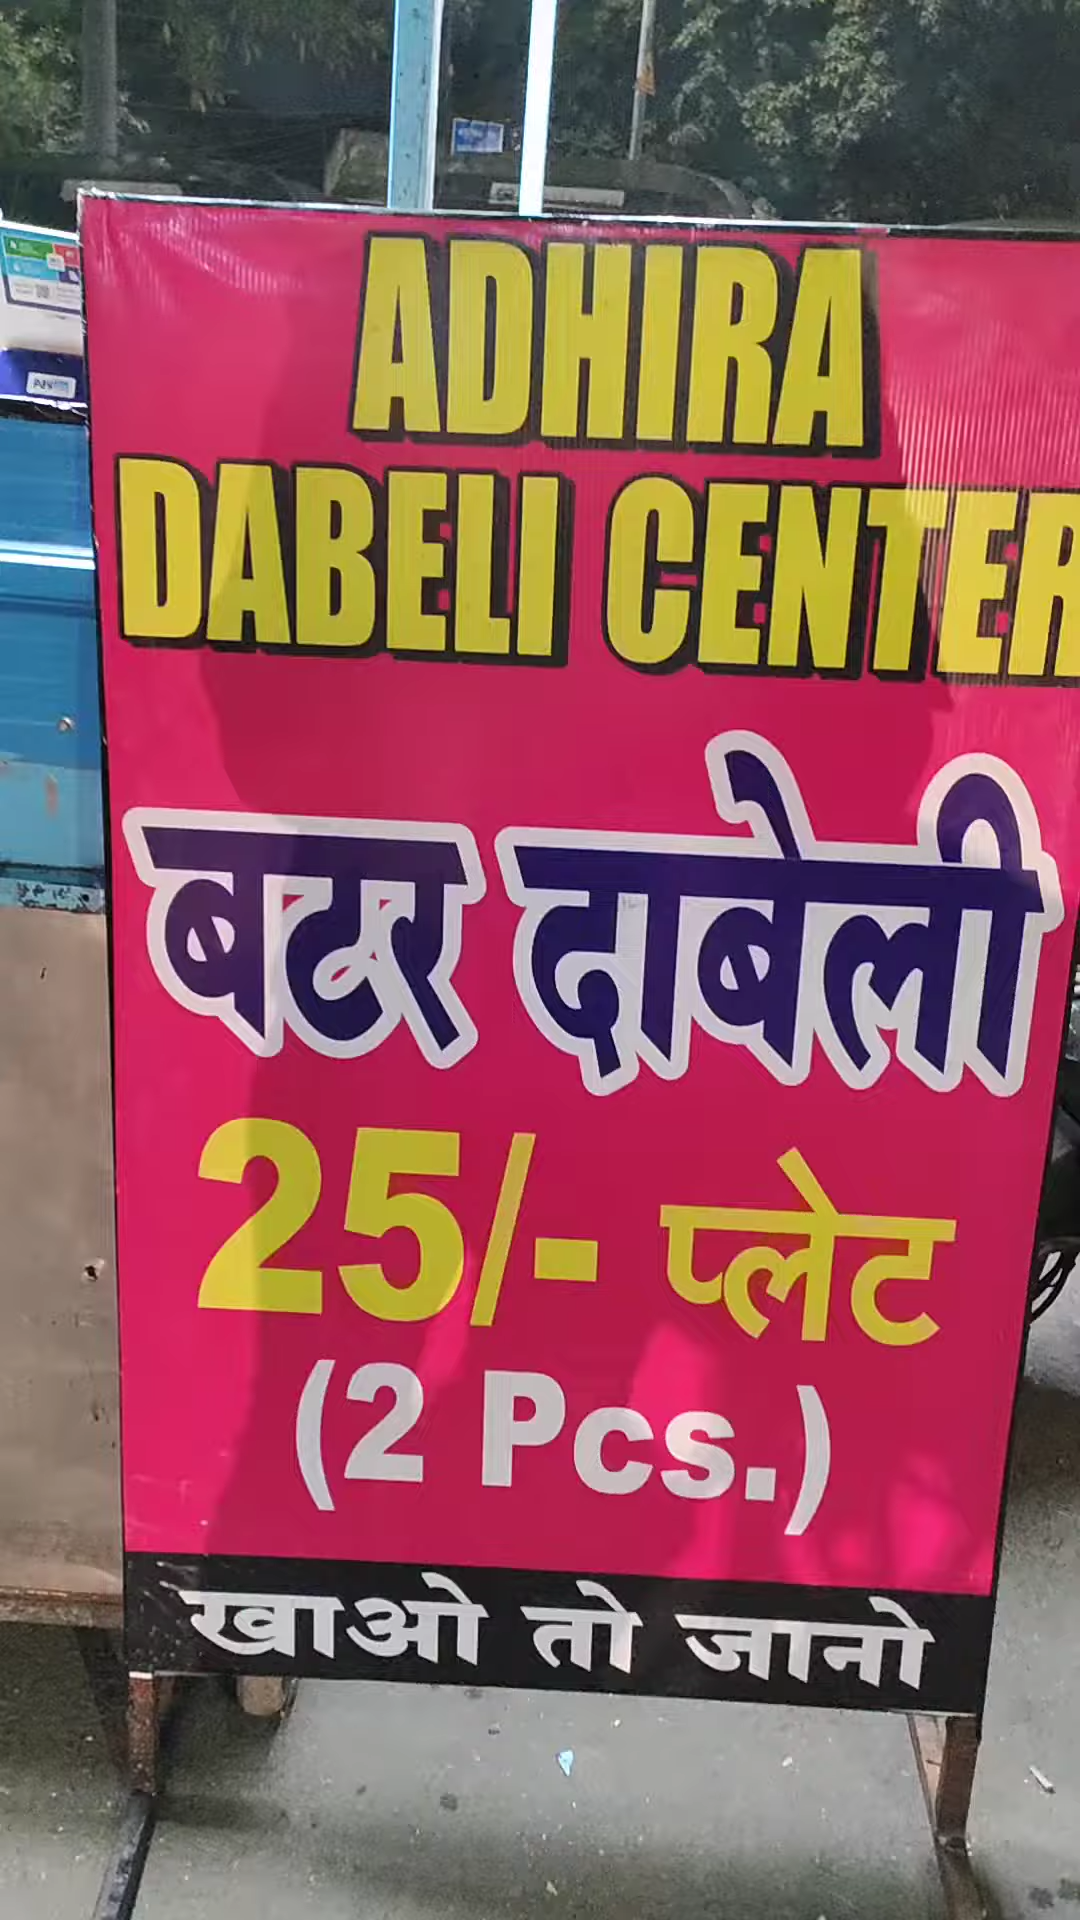 ADHIRA
DABELI CENTER
बटर दाबेली
25/- प्लेट
(2 Pcs.)
खाओ तो जानो